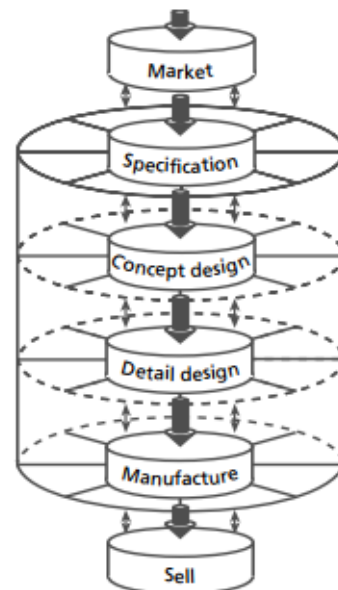 Market
Specification
Concept design
Detail design
Manufacture
Sell